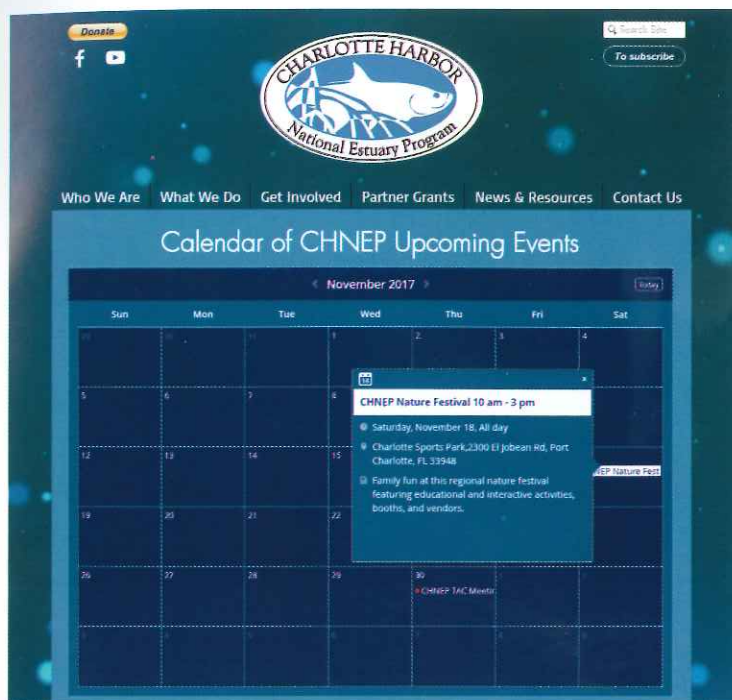 Donate
Search Site
To subscribe
CHARLOTTE HARBOR
National Estuary Program
Who We Are What We Do Get Involved Partner Grants News & Resources Contact Us
Calendar of CHNEP Upcoming Events
November 2017
Today
Sun Mon Tue Wed Thu Fri Sat
1 2 3 4
CHNEP Nature Festival 10 am - 3 pm
Saturday, November 18, All day
Charlotte Sports Park,2300 El Jobean Rd, Port
Charlotte, FL 33948
Family fun at this regional nature festival
featuring educational and interactive activities,
booths, and vendors.
5 6 7 8
12 13 14 15
NEP Nature Fest
19 20 21 22
26 27 28 29 30
CHNEP TAC Meetin